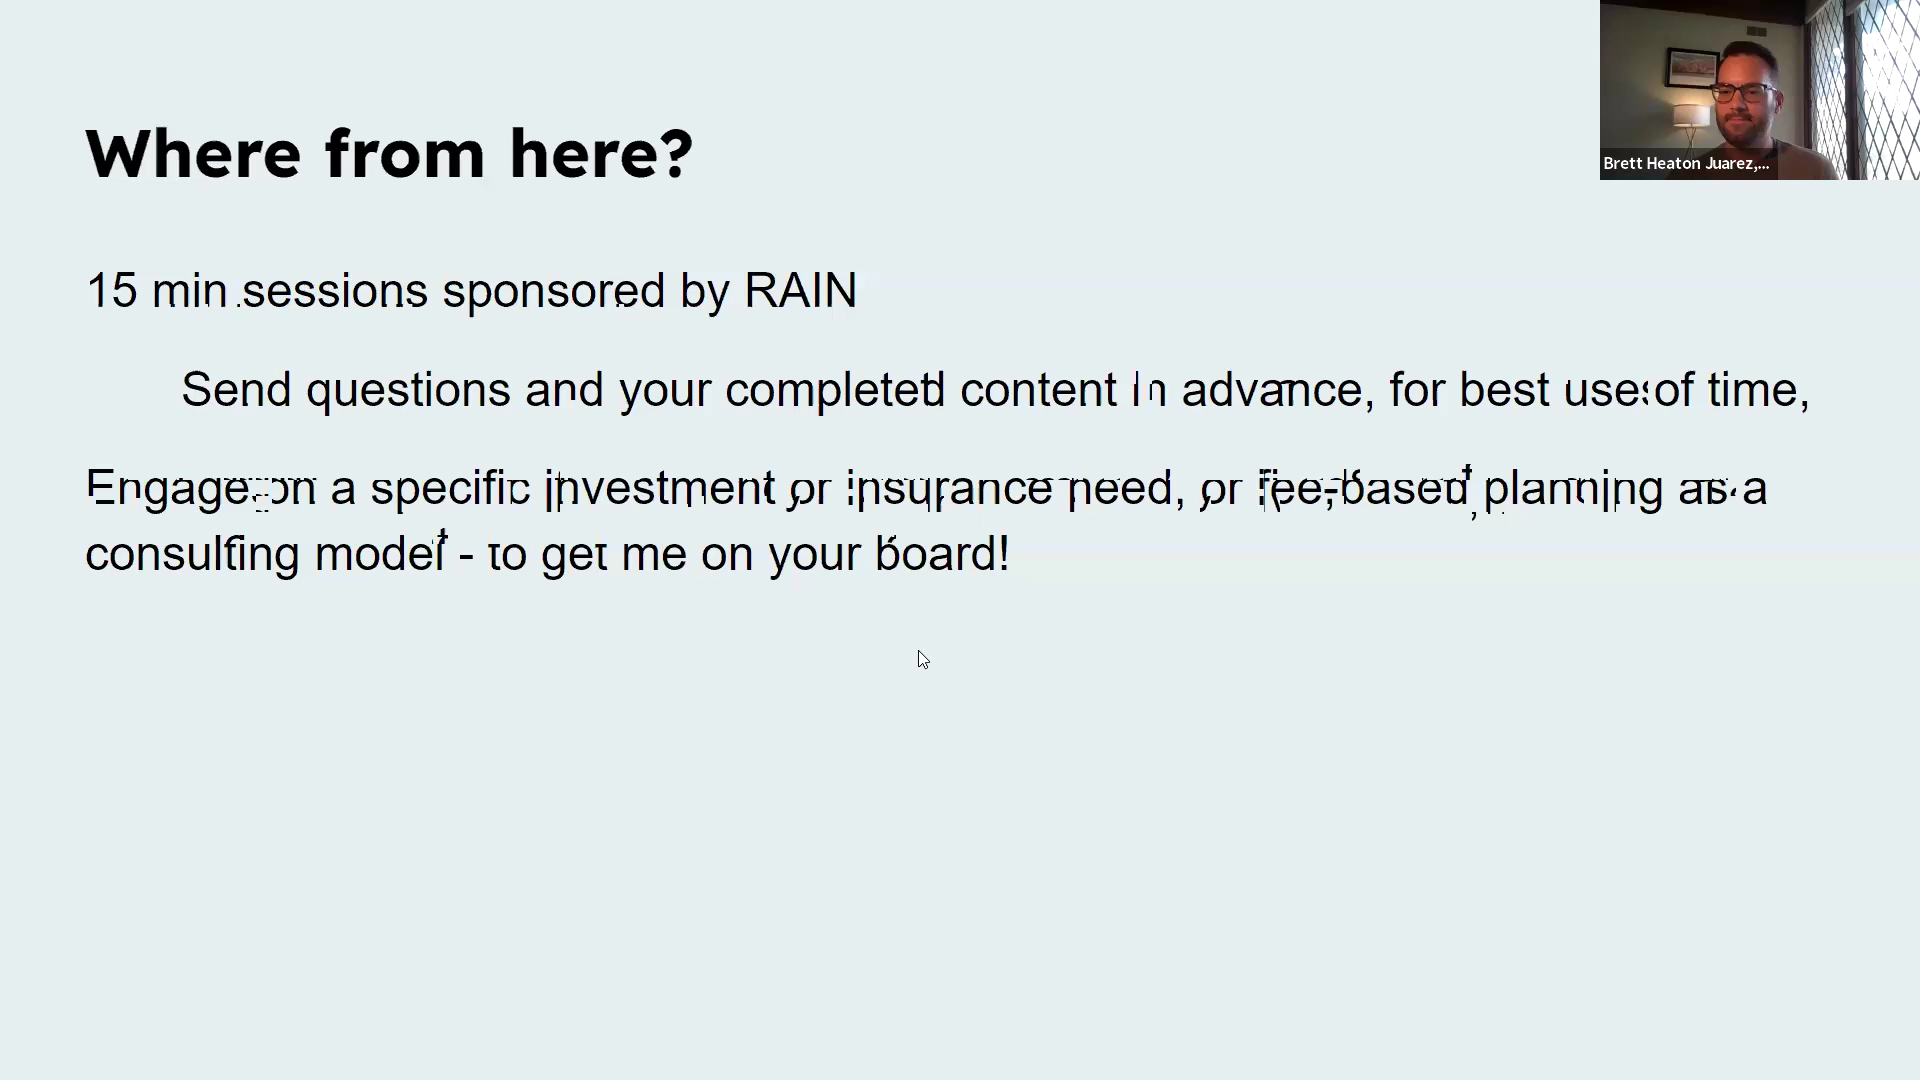 Where from here?
Brett Heaton Juarez,...
15 min sessions sponsored by RAIN
Send questions and your completed content in advance, for best use of time,
Engage on a specific investment or insurance need, or fee-based planning as a
consulting model - to get me on your board!